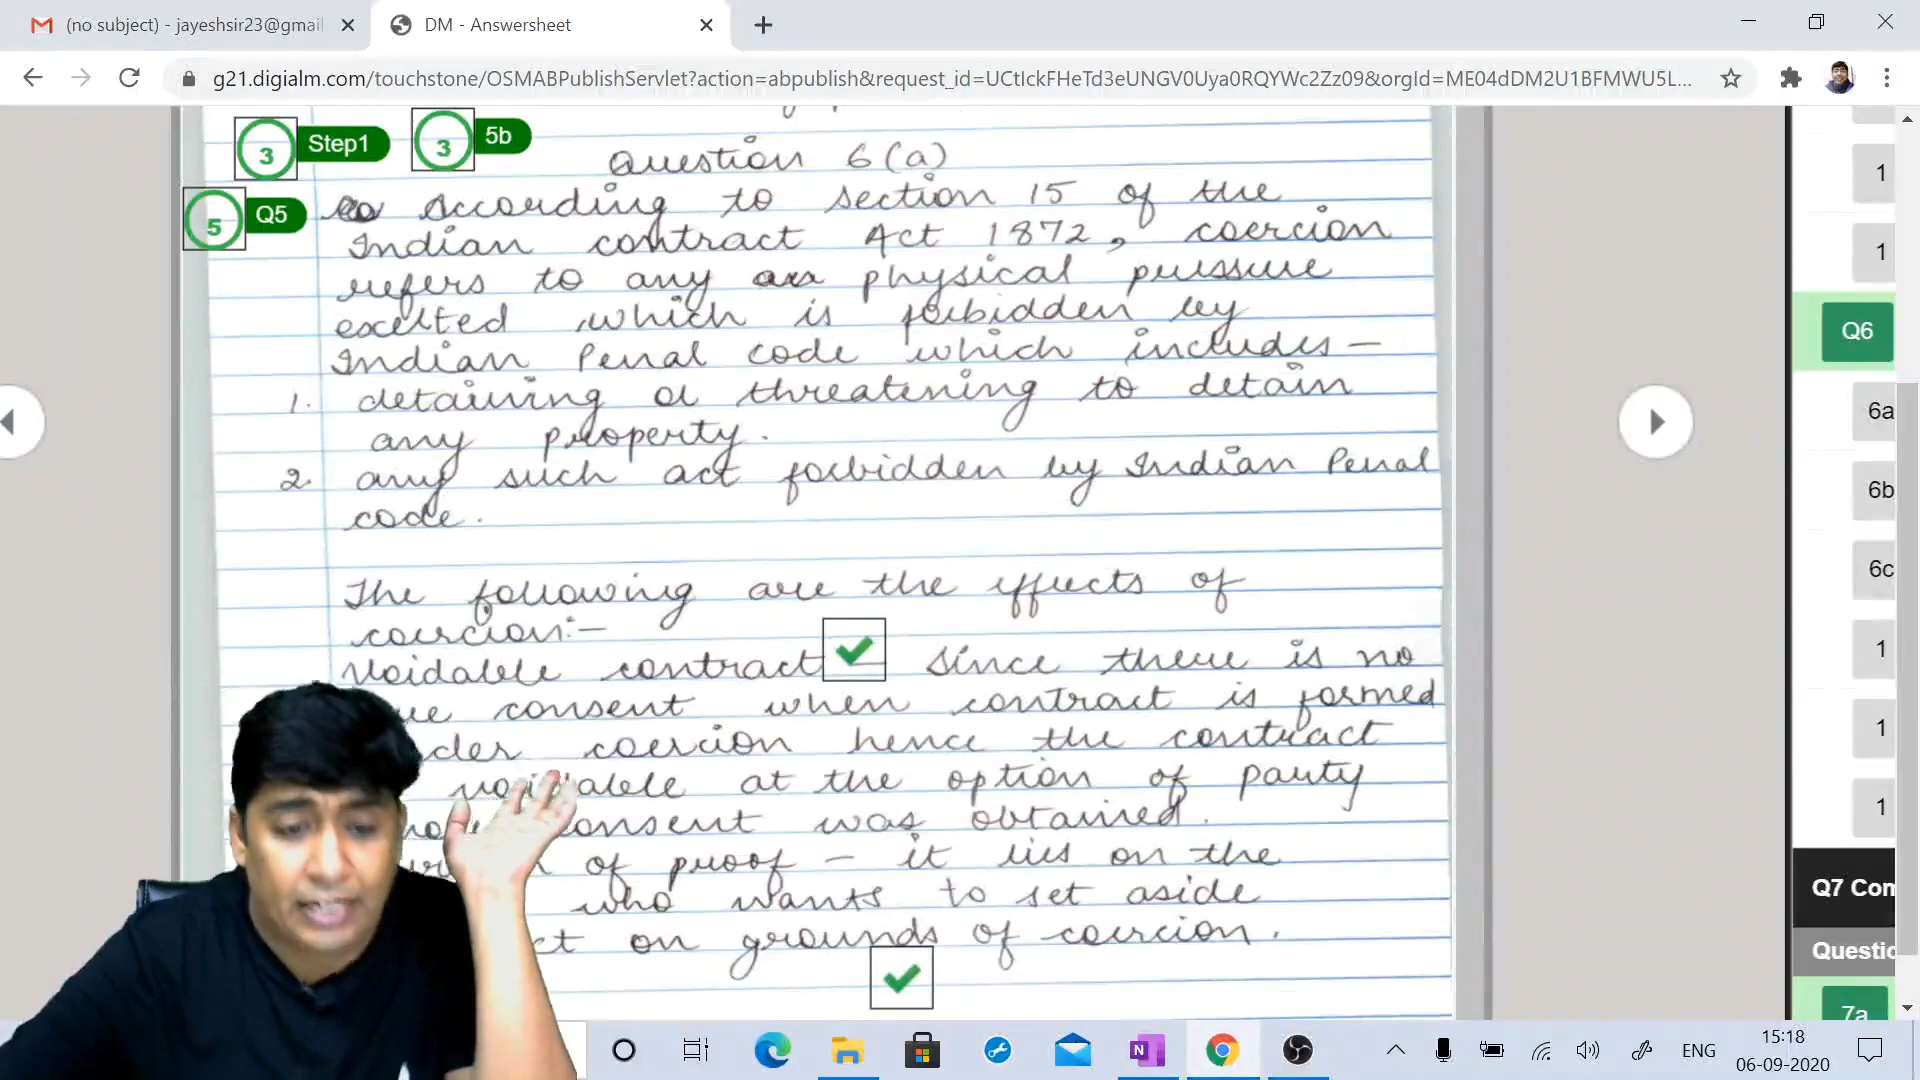 (no subject) - jayeshsir23@gmail
DM - Answersheet
g21.digialm.com/touchstone/OSMABPublishServlet?action=abpublish&request_id=UCtIckFHeTd3eUNGV0Uya0RQYWc2Zz09&orgId=ME04dDM2U1BFMWU5L...
3 Step1 3 5b
Question 6(a)
5 Q5
According to section 15 of the
Indian contract Act 1872, coercion
refers to any physical pressure
exerted, which is forbidden by
Indian Penal code which includes-
1. detaining or threatening to detain
any property.
2. any such act forbidden by Indian Penal
code.
The following are the effects of
coercion:-
Voidable contract since there is no
consent when contract is formed
coercion hence the contract
voidable at the option of party
consent was obtained.
of proof - it lies on the
who wants to set aside
on grounds of coercion.
1
1
Q6
6a
6b
6c
1
1
1
Q7 Com
Questio
7a
ENG
15:18
06-09-2020